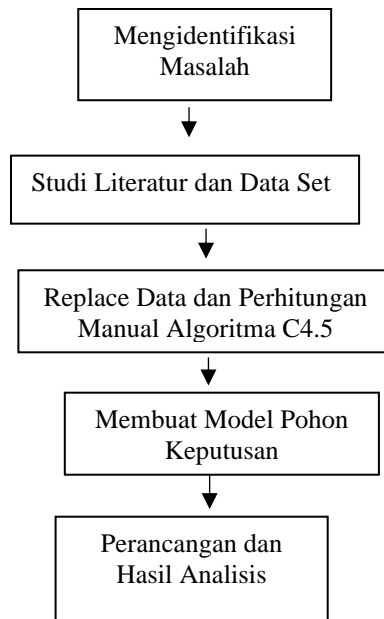 Mengidentifikasi
Masalah
Studi Literatur dan Data Set
Replace Data dan Perhitungan
Manual Algoritma C4.5
Membuat Model Pohon
Keputusan
Perancangan dan
Hasil Analisis